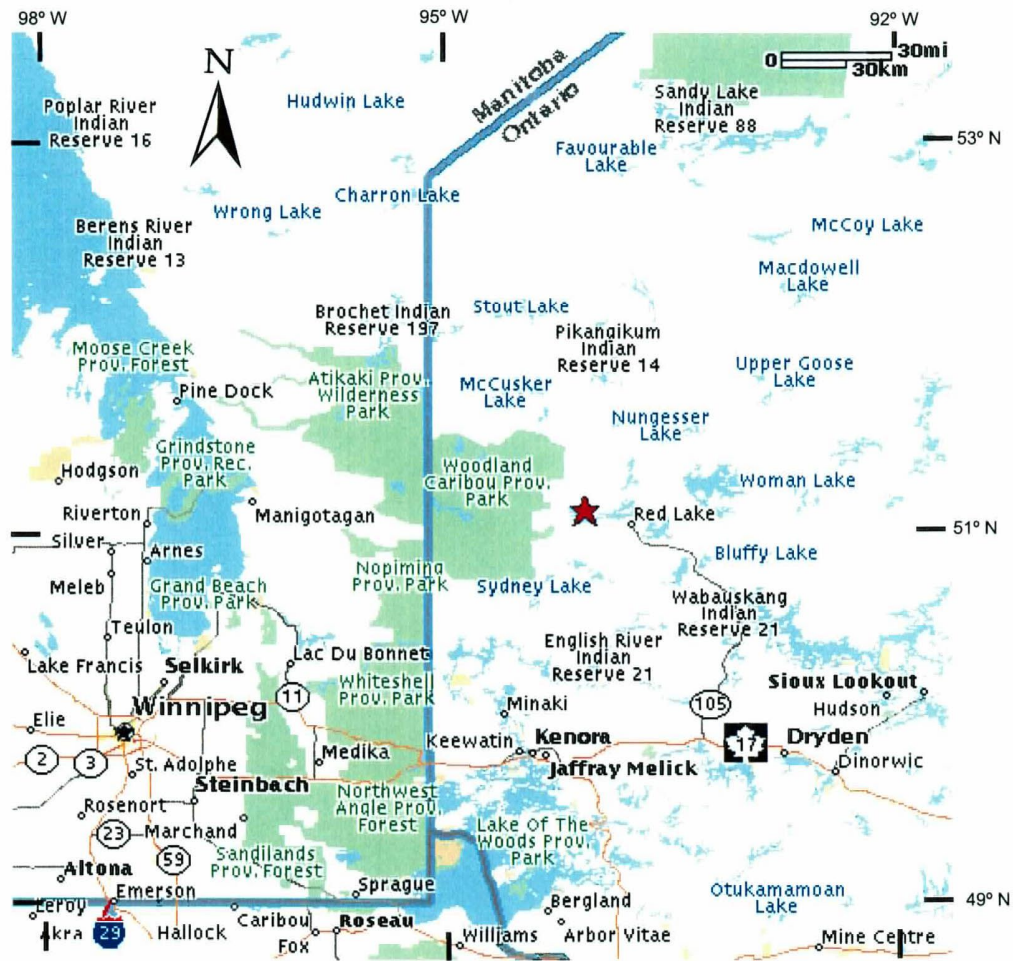 98° W
95° W
92° W
N
Manitoba
Ontario
0
30mi
30km
Poplar River
Indian
Reserve 16
Hudwin Lake
Sandy Lake
Indian
Reserve 88
53° N
Favourable
Lake
Charron Lake
Wrong Lake
Berens River
Indian
Reserve 13
McCoy Lake
Macdowell
Lake
Brochet Indian
Reserve 197
Stout Lake
Pikangikum
Indian
Reserve 14
Moose Creek
Prov. Forest
Pine Dock
Atikaki Prov.
Wilderness
Park
McCusker
Lake
Upper Goose
Lake
Nungesser
Lake
Grindstone
Prov. Rec.
Park
Hodgson
Woodland
Caribou Prov.
Park
Woman Lake
Riverton
Manigotagan
Red Lake
51° N
Silver
Arnes
Bluffy Lake
Meleb
Nopiming
Prov. Park
Grand Beach
Prov. Park
Sydney Lake
Wabauskang
Indian
Reserve 21
Teulon
English River
Indian
Reserve 21
Lake Francis
Selkirk
Lac Du Bonnet
Whiteshell
Prov. Park
Sioux Lookout
11
105
Hudson
Elie
Winnipeg
Minaki
2
3
Medika
Keewatin
Kenora
17
Dryden
St. Adolphe
Jaffray Melick
Dinorwic
Steinbach
Rosenort
Northwest
Angle Prov.
Forest
23
Marchand
Lake Of The
Woods Prov.
Park
59
Sandilands
Prov. Forest
Altona
Sprague
Emerson
Otukamamoan
Lake
49° N
Leroy
Bergland
Caribou
Roseau
Akra
29
Hallock
Fox
Williams
Arbor Vitae
Mine Centre